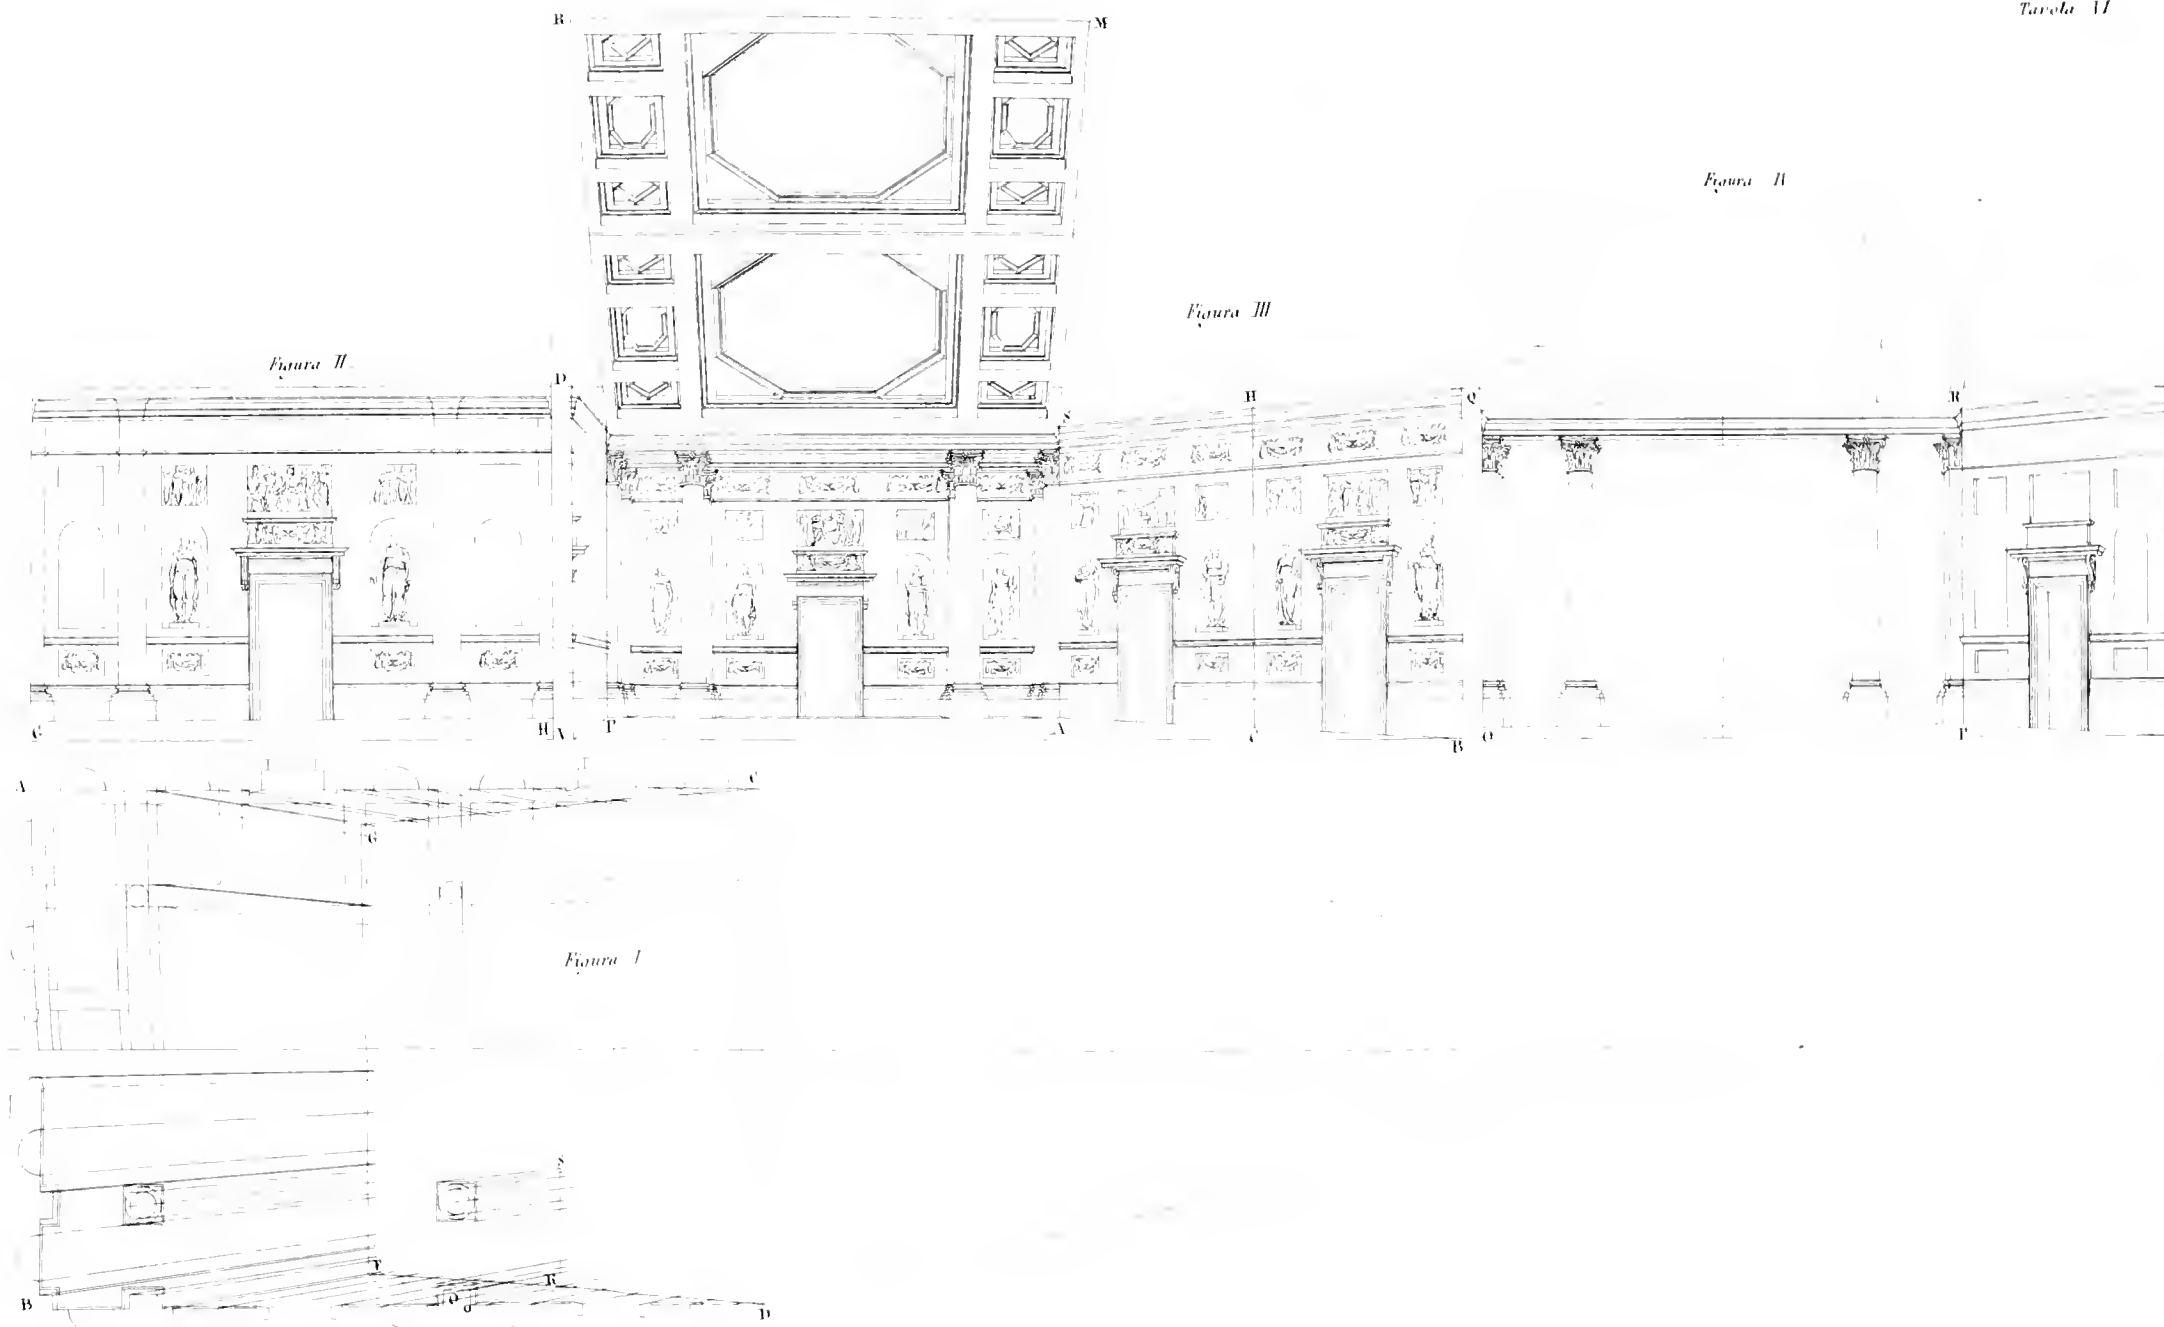 Tavola VI
R M
Figura IV
Figura III
Figura II
D
H
Q R
S
G H A P A C B O P
A C
G
Figura I
S
B
R
O
D